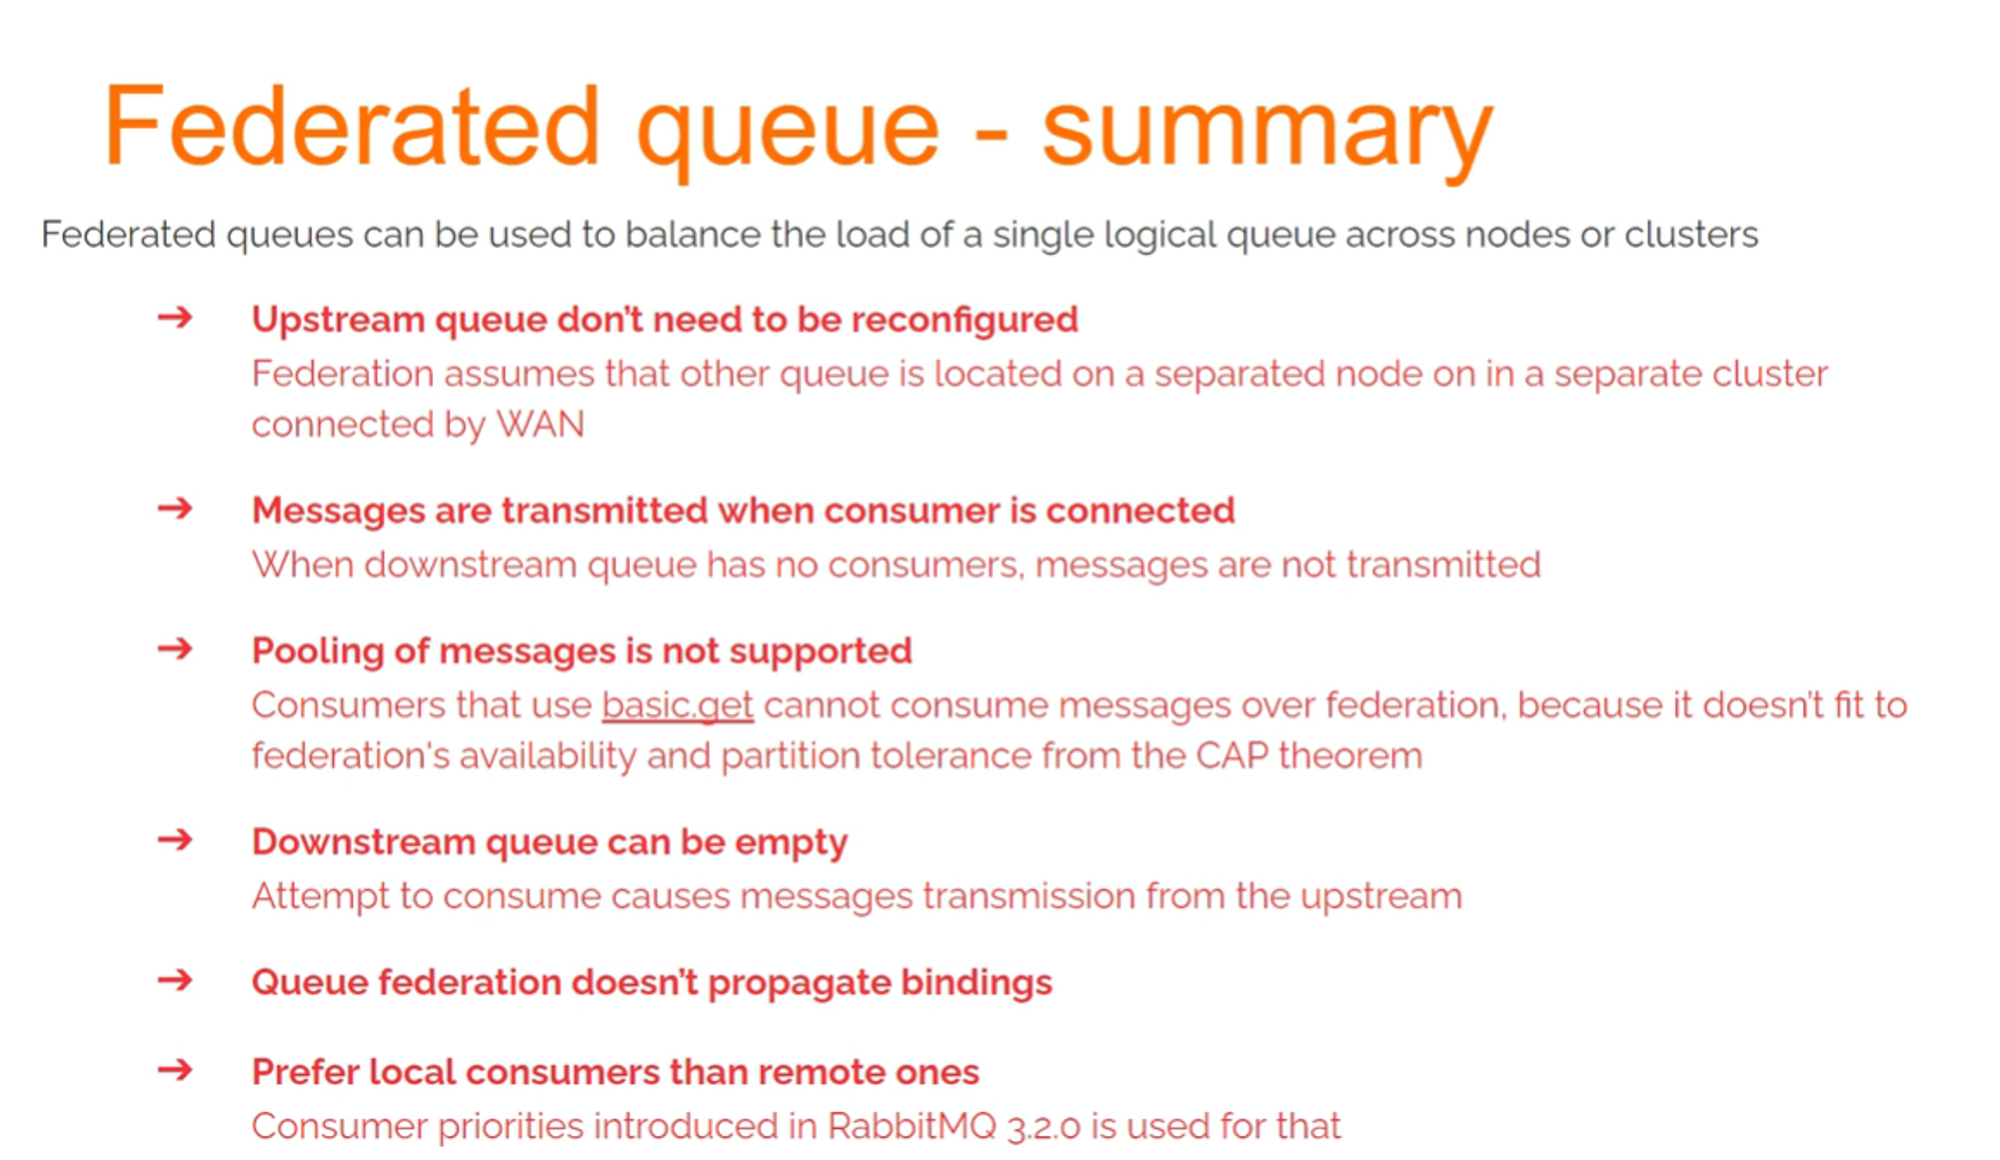 Federated queue - summary
Federated queues can be used to balance the load of a single logical queue across nodes or clusters
➔ Upstream queue don't need to be reconfigured
Federation assumes that other queue is located on a separated node on in a separate cluster
connected by WAN
➔ Messages are transmitted when consumer is connected
When downstream queue has no consumers, messages are not transmitted
➔ Pooling of messages is not supported
Consumers that use basic.get cannot consume messages over federation, because it doesn't fit to
federation's availability and partition tolerance from the CAP theorem
➔ Downstream queue can be empty
Attempt to consume causes messages transmission from the upstream
➔ Queue federation doesn't propagate bindings
➔ Prefer local consumers than remote ones
Consumer priorities introduced in RabbitMQ 3.2.0 is used for that